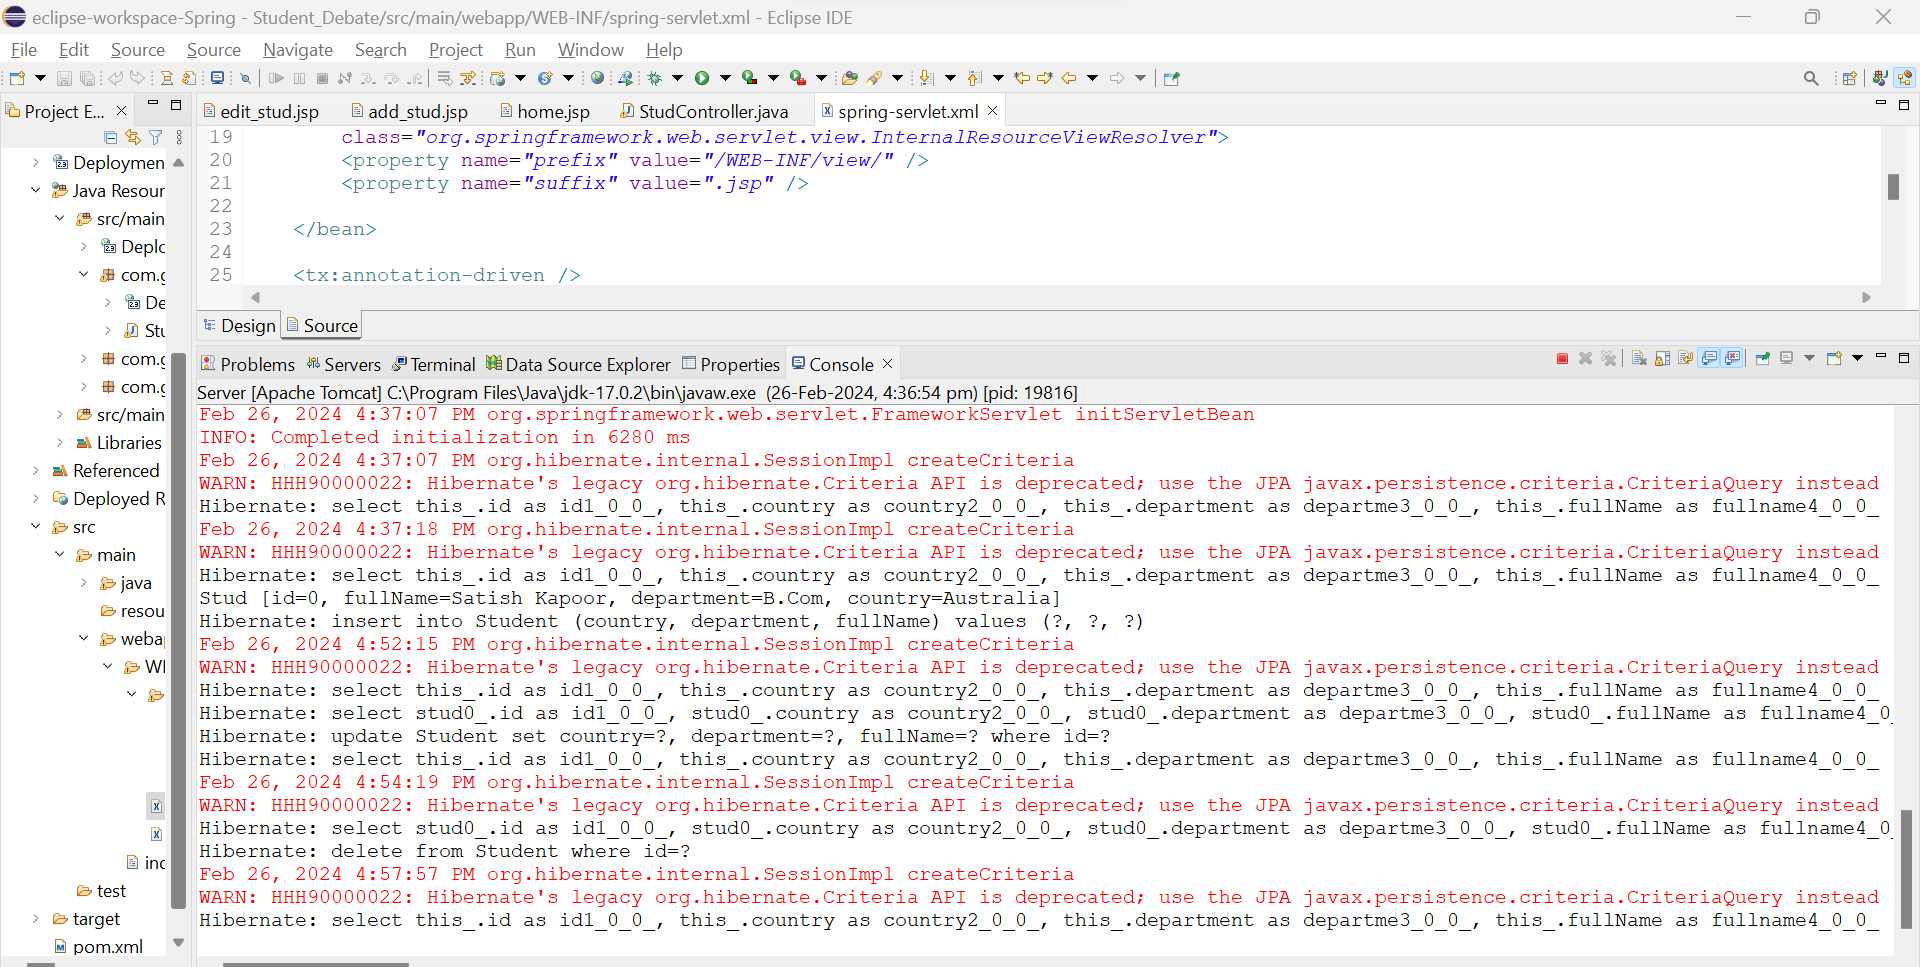 eclipse-workspace-Spring - Student_Debate/src/main/webapp/WEB-INF/spring-servlet.xml - Eclipse IDE
File Edit Source Source Navigate Search Project Run Window Help
Project E...
edit_stud.jsp add_stud.jsp home.jsp StudController.java spring-servlet.xml
Deploymen
Java Resour
src/main
Deplo
com.g
De
Stu
com.g
com.g
src/main
Libraries
Referenced
Deployed R
src
main
java
resou
weba
WI
ind
test
target
pom.xml
19 class="org.springframework.web.servlet.view.InternalResourceViewResolver">
20 <property name="prefix" value="/WEB-INF/view/" />
21 <property name="suffix" value=".jsp" />
22
23 </bean>
24
25 <tx:annotation-driven />
Design Source
Problems Servers Terminal Data Source Explorer Properties Console
Server [Apache Tomcat] C:\Program Files\Java\jdk-17.0.2\bin\javaw.exe (26-Feb-2024, 4:36:54 pm) [pid: 19816]
Feb 26, 2024 4:37:07 PM org.springframework.web.servlet.FrameworkServlet initServletBean
INFO: Completed initialization in 6280 ms
Feb 26, 2024 4:37:07 PM org.hibernate.internal.SessionImpl createCriteria
WARN: HHH90000022: Hibernate's legacy org.hibernate.Criteria API is deprecated; use the JPA javax.persistence.criteria.CriteriaQuery instead
Hibernate: select this_.id as id1_0_0_, this_.country as country2_0_0_, this_.department as departme3_0_0_, this_.fullName as fullname4_0_0_
Feb 26, 2024 4:37:18 PM org.hibernate.internal.SessionImpl createCriteria
WARN: HHH90000022: Hibernate's legacy org.hibernate.Criteria API is deprecated; use the JPA javax.persistence.criteria.CriteriaQuery instead
Hibernate: select this_.id as id1_0_0_, this_.country as country2_0_0_, this_.department as departme3_0_0_, this_.fullName as fullname4_0_0_
Stud [id=0, fullName=Satish Kapoor, department=B.Com, country=Australia]
Hibernate: insert into Student (country, department, fullName) values (?, ?, ?)
Feb 26, 2024 4:52:15 PM org.hibernate.internal.SessionImpl createCriteria
WARN: HHH90000022: Hibernate's legacy org.hibernate.Criteria API is deprecated; use the JPA javax.persistence.criteria.CriteriaQuery instead
Hibernate: select this_.id as id1_0_0_, this_.country as country2_0_0_, this_.department as departme3_0_0_, this_.fullName as fullname4_0_0_
Hibernate: select stud0_.id as id1_0_0_, stud0_.country as country2_0_0_, stud0_.department as departme3_0_0_, stud0_.fullName as fullname4_0
Hibernate: update Student set country=?, department=?, fullName=? where id=?
Hibernate: select this_.id as id1_0_0_, this_.country as country2_0_0_, this_.department as departme3_0_0_, this_.fullName as fullname4_0_0_
Feb 26, 2024 4:54:19 PM org.hibernate.internal.SessionImpl createCriteria
WARN: HHH90000022: Hibernate's legacy org.hibernate.Criteria API is deprecated; use the JPA javax.persistence.criteria.CriteriaQuery instead
Hibernate: select stud0_.id as id1_0_0_, stud0_.country as country2_0_0_, stud0_.department as departme3_0_0_, stud0_.fullName as fullname4_0
Hibernate: delete from Student where id=?
Feb 26, 2024 4:57:57 PM org.hibernate.internal.SessionImpl createCriteria
WARN: HHH90000022: Hibernate's legacy org.hibernate.Criteria API is deprecated; use the JPA javax.persistence.criteria.CriteriaQuery instead
Hibernate: select this_.id as id1_0_0_, this_.country as country2_0_0_, this_.department as departme3_0_0_, this_.fullName as fullname4_0_0_